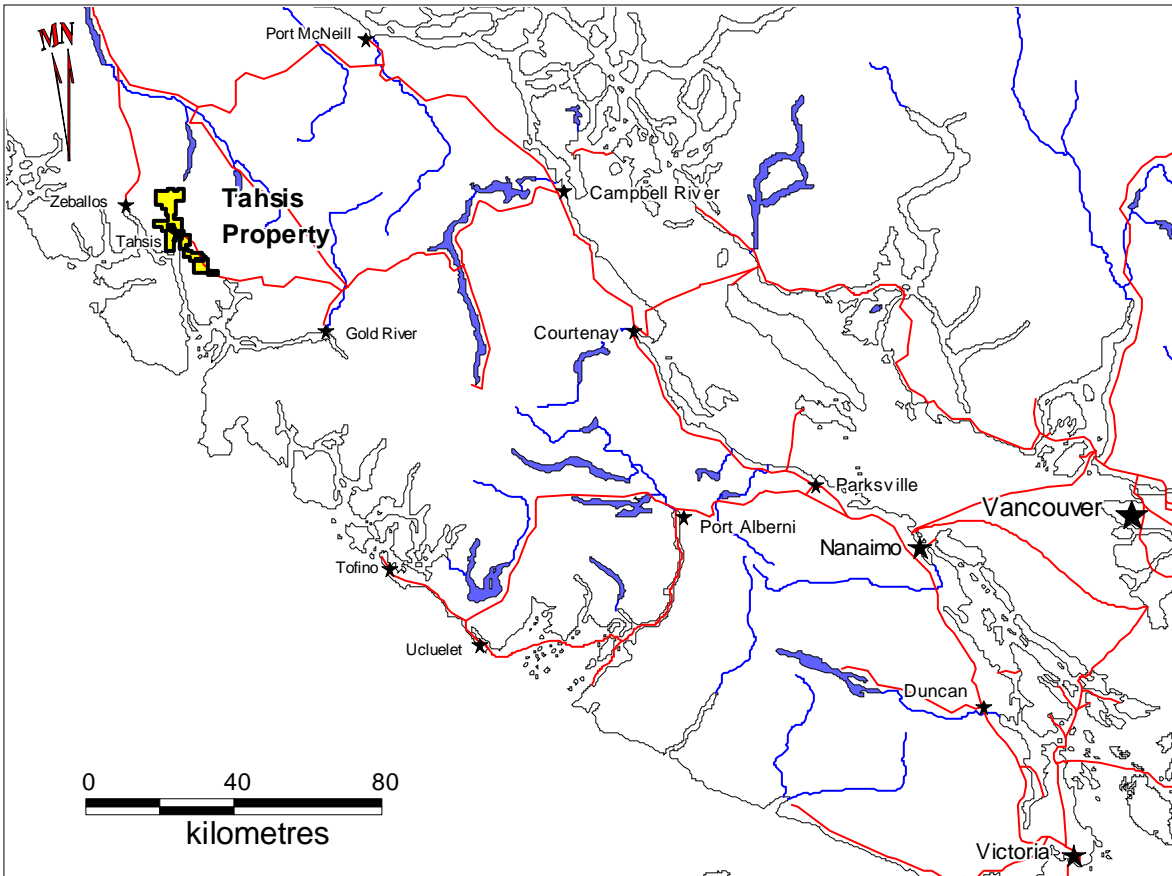 Port McNeill
MN
Tahsis
Property
Campbell River
Zeballos
Tahsis
Gold River
Courtenay
Parksville
Vancouver
Port Alberni
Nanaimo
Tofino
Ucluelet
Duncan
0 40 80
kilometres
Victoria